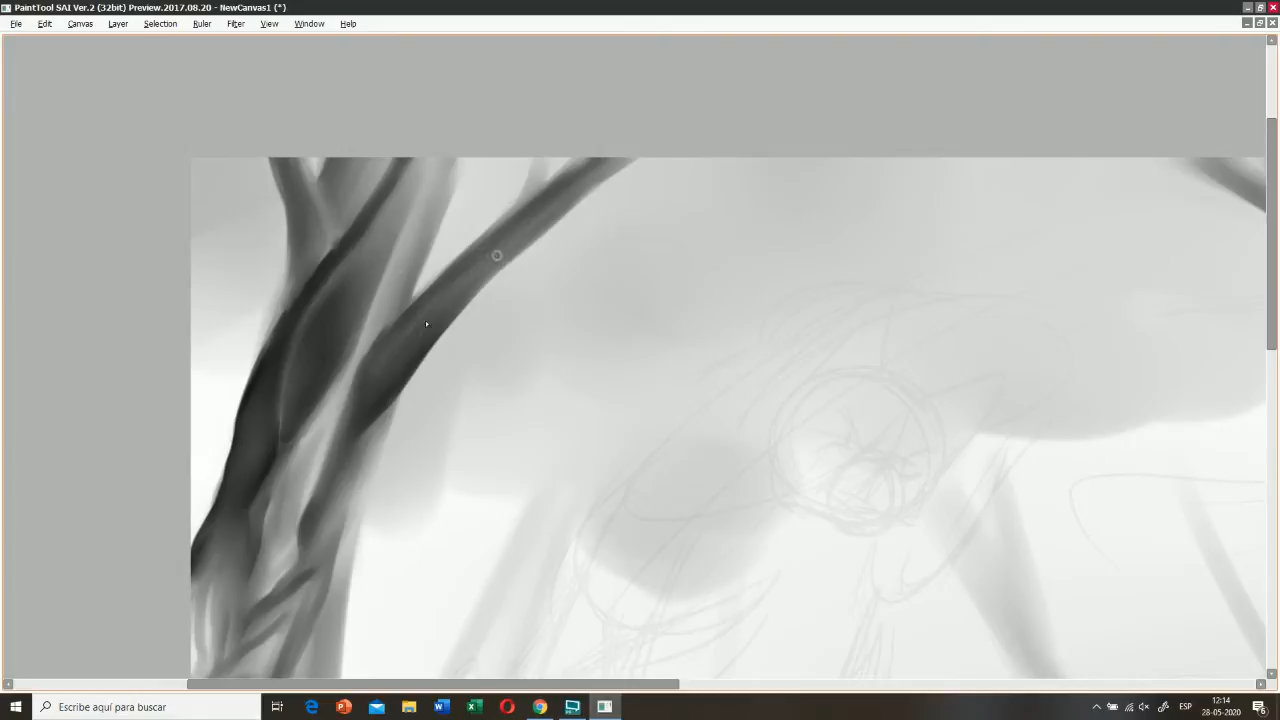 PaintTool SAI Ver.2 (32bit) Preview.2017.08.20 - NewCanvas1 (*)
File Edit Canvas Layer Selection Ruler Filter View Window Help
Escribe aquí para buscar
ESP
12:14
28-05-2020
6